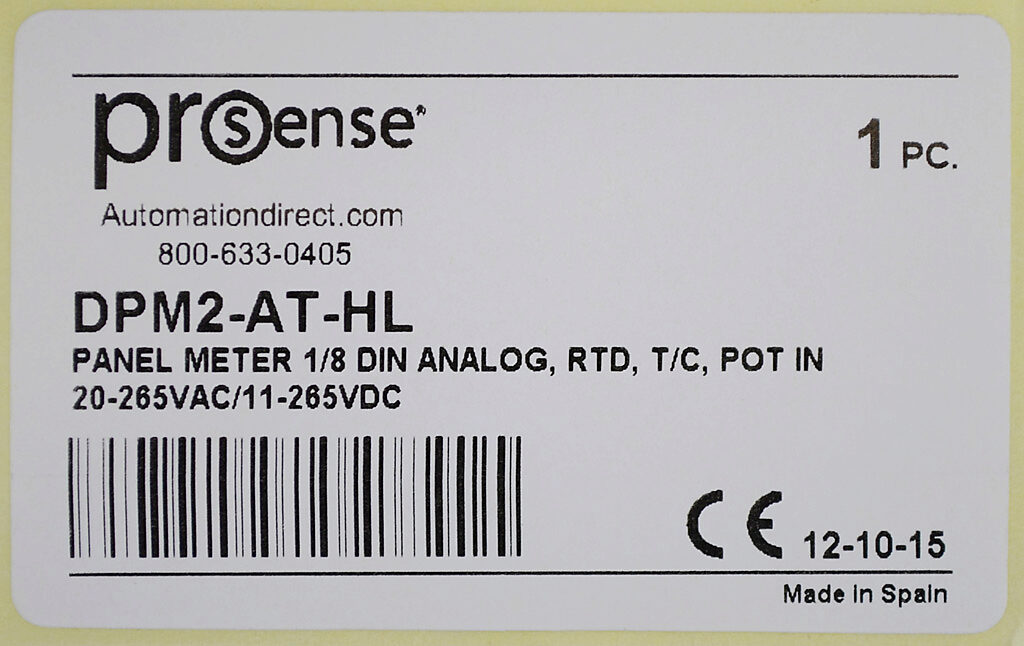 prosense®
1 PC.
Automationdirect.com
800-633-0405
DPM2-AT-HL
PANEL METER 1/8 DIN ANALOG, RTD, T/C, POT IN
20-265VAC/11-265VDC
CE 12-10-15
Made in Spain